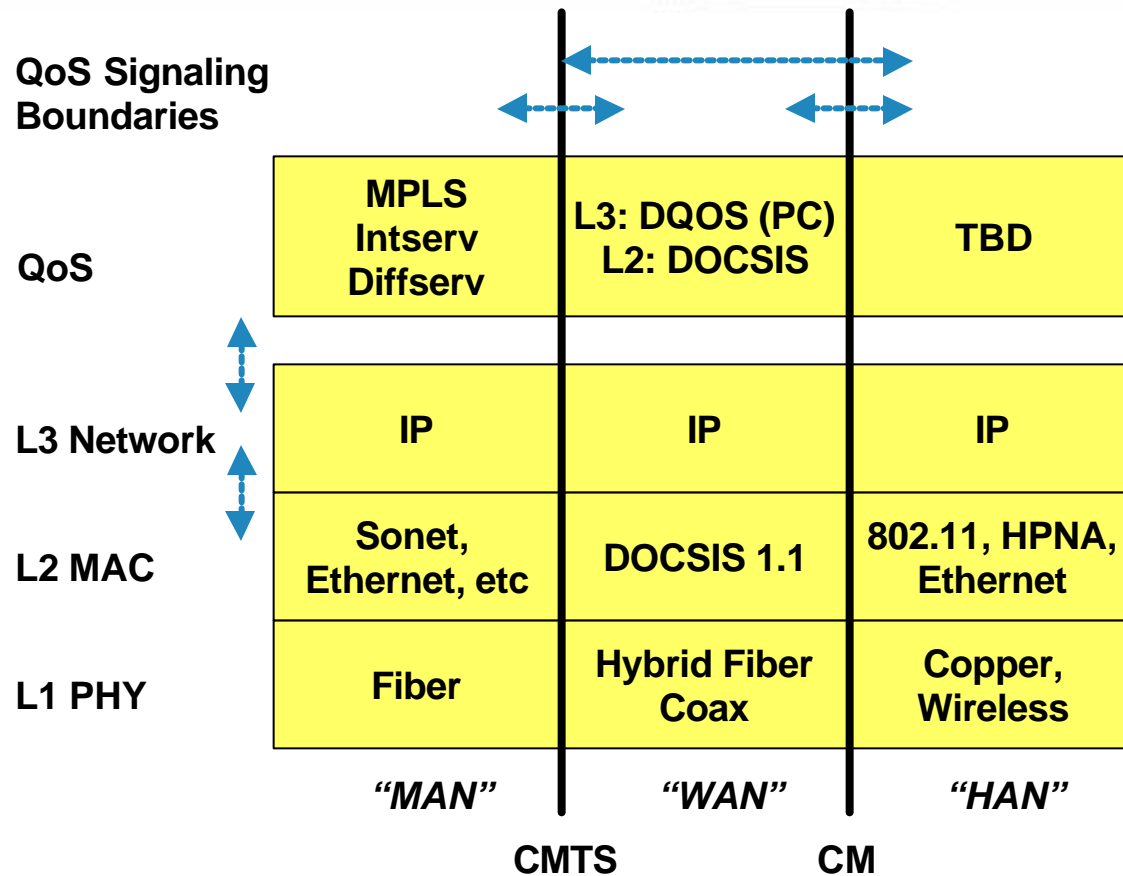 QoS Signaling
Boundaries
QoS
MPLS
Intserv
Diffserv
L3: DQOS (PC)
L2: DOCSIS
TBD
L3 Network
IP
IP
IP
L2 MAC
Sonet,
Ethernet, etc
DOCSIS 1.1
802.11, HPNA,
Ethernet
L1 PHY
Fiber
Hybrid Fiber
Coax
Copper,
Wireless
“MAN”
“WAN”
“HAN”
CMTS
CM